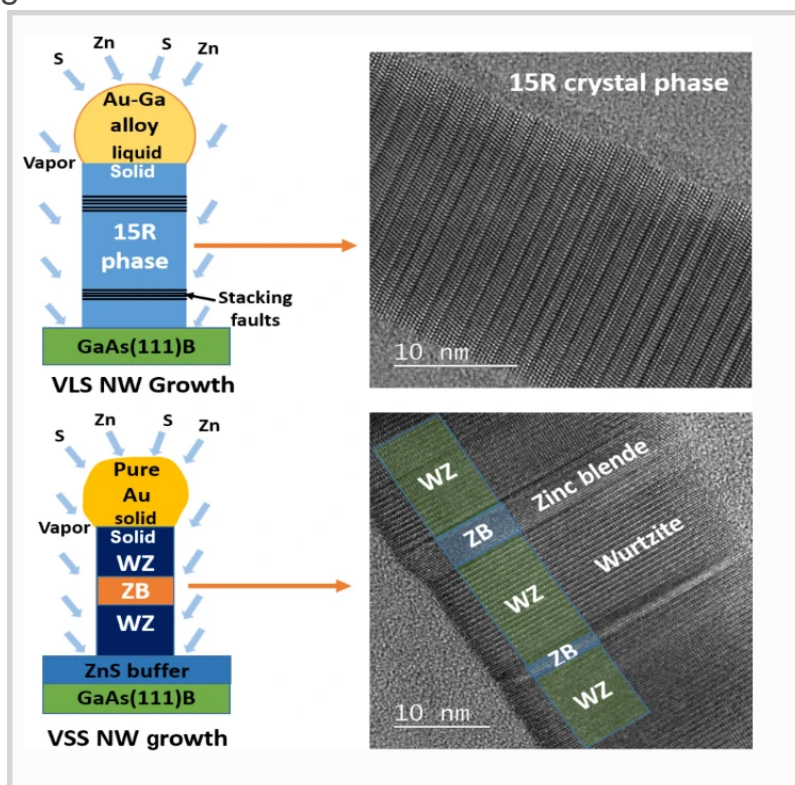 S
Zn
S
Zn
Au-Ga
alloy
liquid
Vapor
Solid
15R
phase
Stacking
faults
GaAs(111)B
VLS NW Growth
15R crystal phase
10 nm
S
Zn
S
Zn
Pure
Au
solid
Vapor
Solid
WZ
ZB
WZ
ZnS buffer
GaAs(111)B
VSS NW growth
WZ
Zinc blende
ZB
Wurtzite
WZ
ZB
WZ
10 nm